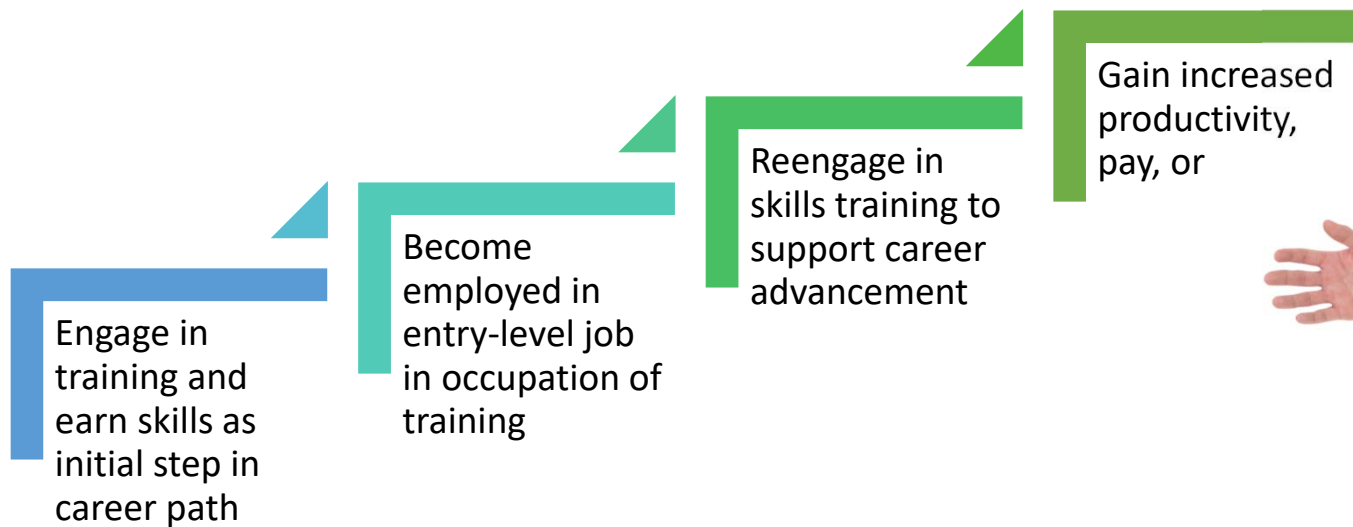 Engage in
training and
earn skills as
initial step in
career path
Become
employed in
entry-level job
in occupation of
training
Reengage in
skills training to
support career
advancement
Gain increased
productivity,
pay, or